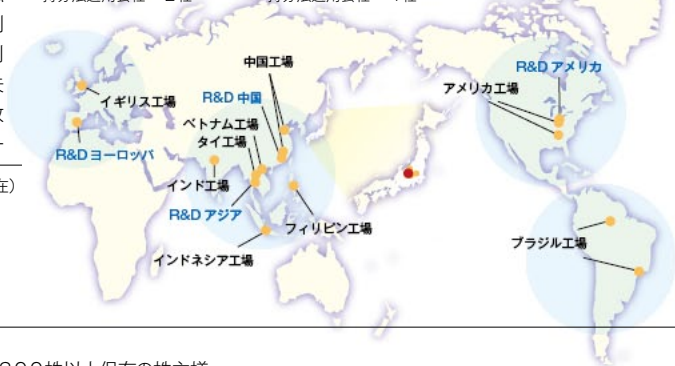 中国工場
R&D アメリカ
アメリカ工場
イギリス工場
R&D 中国
ベトナム工場
タイ工場
R&Dヨーロッパ
インド工場
R&D アジア
フィリピン工場
インドネシア工場
ブラジル工場
在)